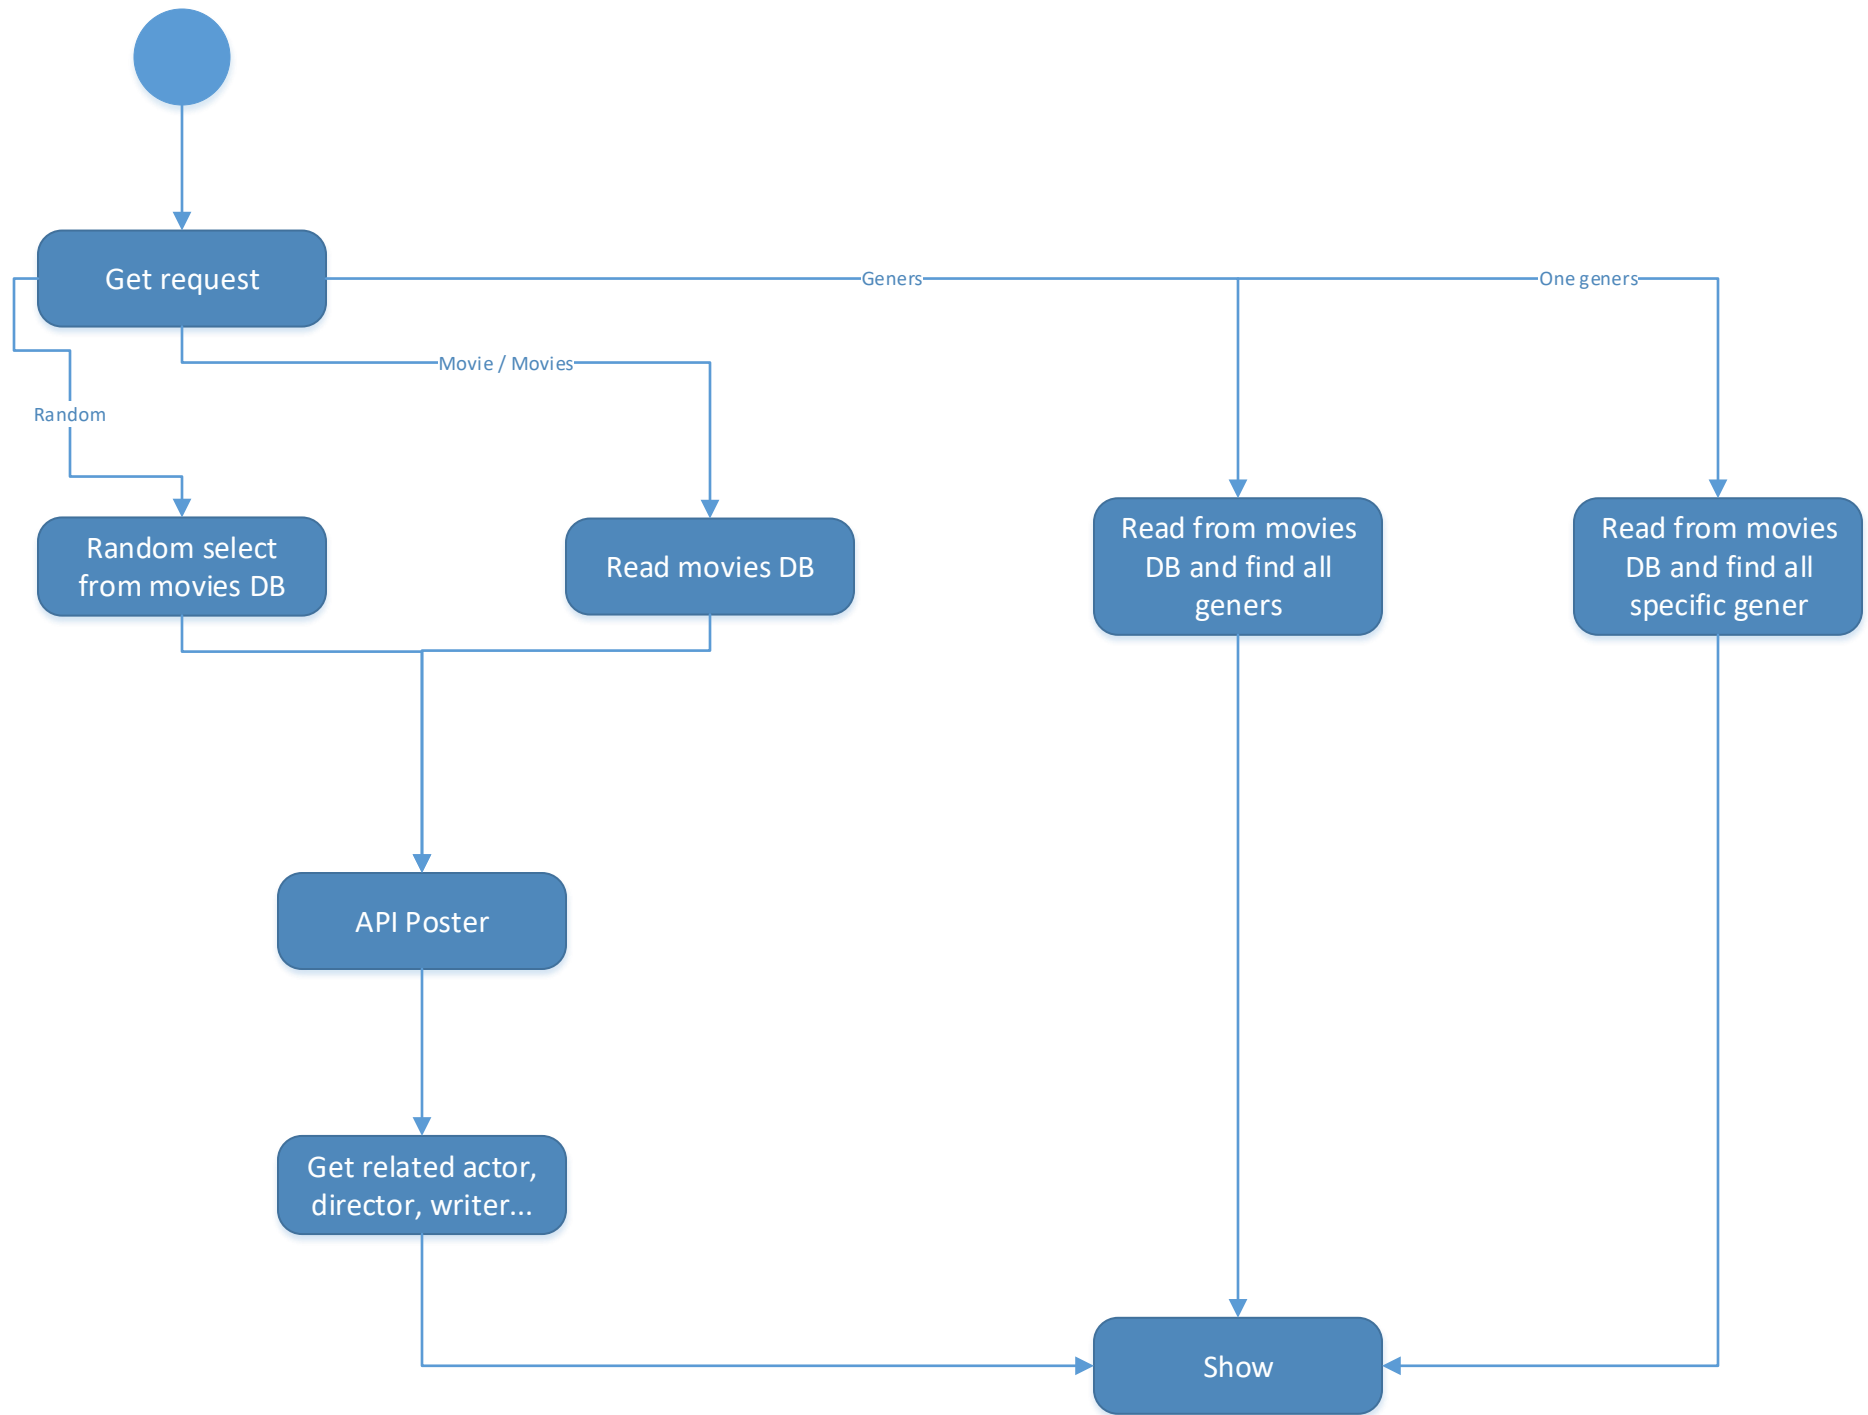 Get request
Geners
One geners
Movie / Movies
Random
Random select
from movies DB
Read movies DB
Read from movies
DB and find all
geners
Read from movies
DB and find all
specific gener
API Poster
Get related actor,
director, writer...
Show